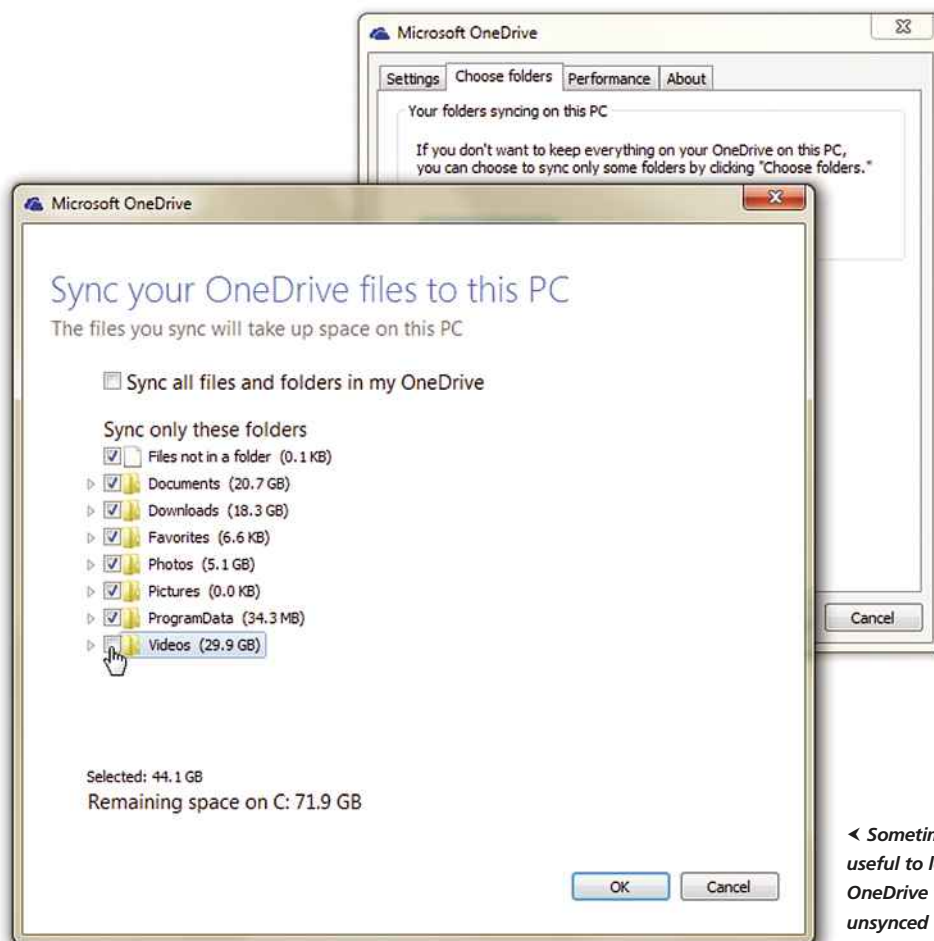 Microsoft OneDrive
Settings Choose folders Performance About
Your folders syncing on this PC
If you don't want to keep everything on your OneDrive on this PC,
you can choose to sync only some folders by clicking "Choose folders."
Cancel
Microsoft OneDrive
Sync your OneDrive files to this PC
The files you sync will take up space on this PC
Sync all files and folders in my OneDrive
Sync only these folders
Files not in a folder (0.1 KB)
Documents (20.7 GB)
Downloads (18.3 GB)
Favorites (6.6 KB)
Photos (5.1 GB)
Pictures (0.0 KB)
ProgramData (34.3 MB)
Videos (29.9 GB)
Selected: 44.1 GB
Remaining space on C: 71.9 GB
OK Cancel
useful to
OneDrive
unsynced